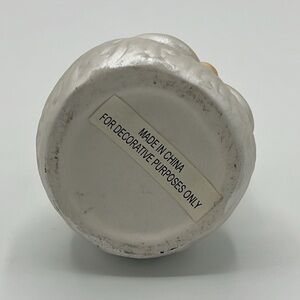 MADE IN CHINA
FOR DECORATIVE PURPOSES ONLY